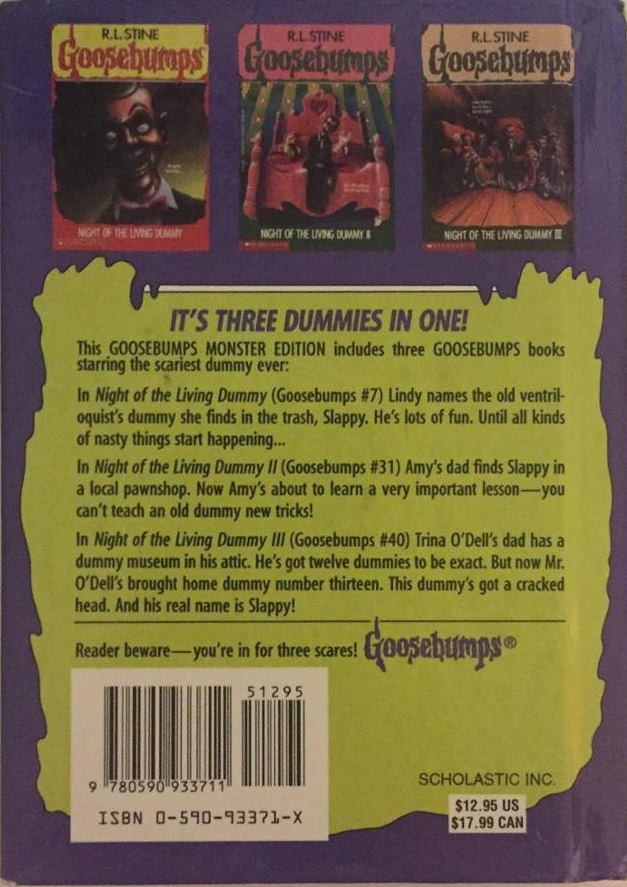 R.L. STINE
Goosebumps
NIGHT OF THE LIVING DUMMY
SCHOLASTIC
R.L. STINE
Goosebumps
NIGHT OF THE LIVING DUMMY II
SCHOLASTIC
R.L. STINE
Goosebumps
NIGHT OF THE LIVING DUMMY III
SCHOLASTIC
IT'S THREE DUMMIES IN ONE!
This GOOSEBUMPS MONSTER EDITION includes three GOOSEBUMPS books
starring the scariest dummy ever:
In Night of the Living Dummy (Goosebumps #7) Lindy names the old ventril-
oquist's dummy she finds in the trash, Slappy. He's lots of fun. Until all kinds
of nasty things start happening...
In Night of the Living Dummy II (Goosebumps #31) Amy's dad finds Slappy in
a local pawnshop. Now Amy's about to learn a very important lesson—you
can't teach an old dummy new tricks!
In Night of the Living Dummy III (Goosebumps #40) Trina O'Dell's dad has a
dummy museum in his attic. He's got twelve dummies to be exact. But now Mr.
O'Dell's brought home dummy number thirteen. This dummy's got a cracked
head. And his real name is Slappy!
Reader beware—you're in for three scares! Goosebumps®
51295
9 780590 933711
ISBN 0-590-93371-X
SCHOLASTIC INC.
$12.95 US
$17.99 CAN